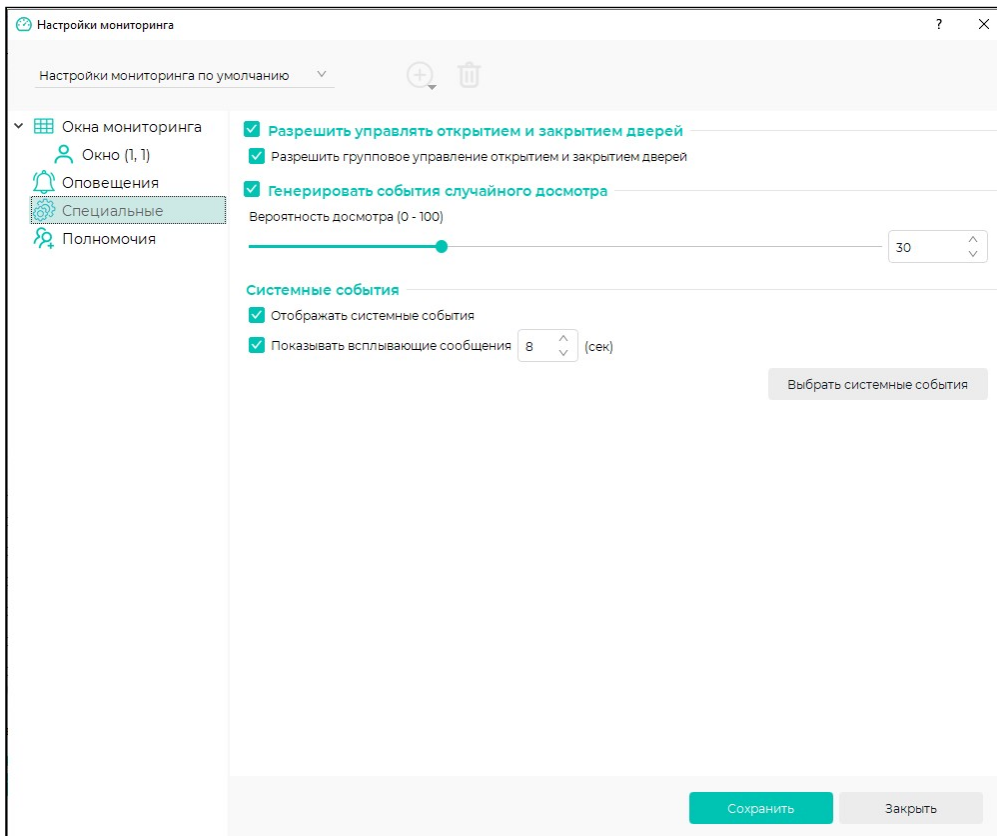 Настройки мониторинга
?
Настройки мониторинга по умолчанию
Окна мониторинга
Окно (1, 1)
Оповещения
Специальные
Полномочия
Разрешить управлять открытием и закрытием дверей
Разрешить групповое управление открытием и закрытием дверей
Генерировать события случайного досмотра
Вероятность досмотра (0 - 100)
30
Системные события
Отображать системные события
Показывать всплывающие сообщения 8 (сек)
Выбрать системные события
Сохранить Закрыть